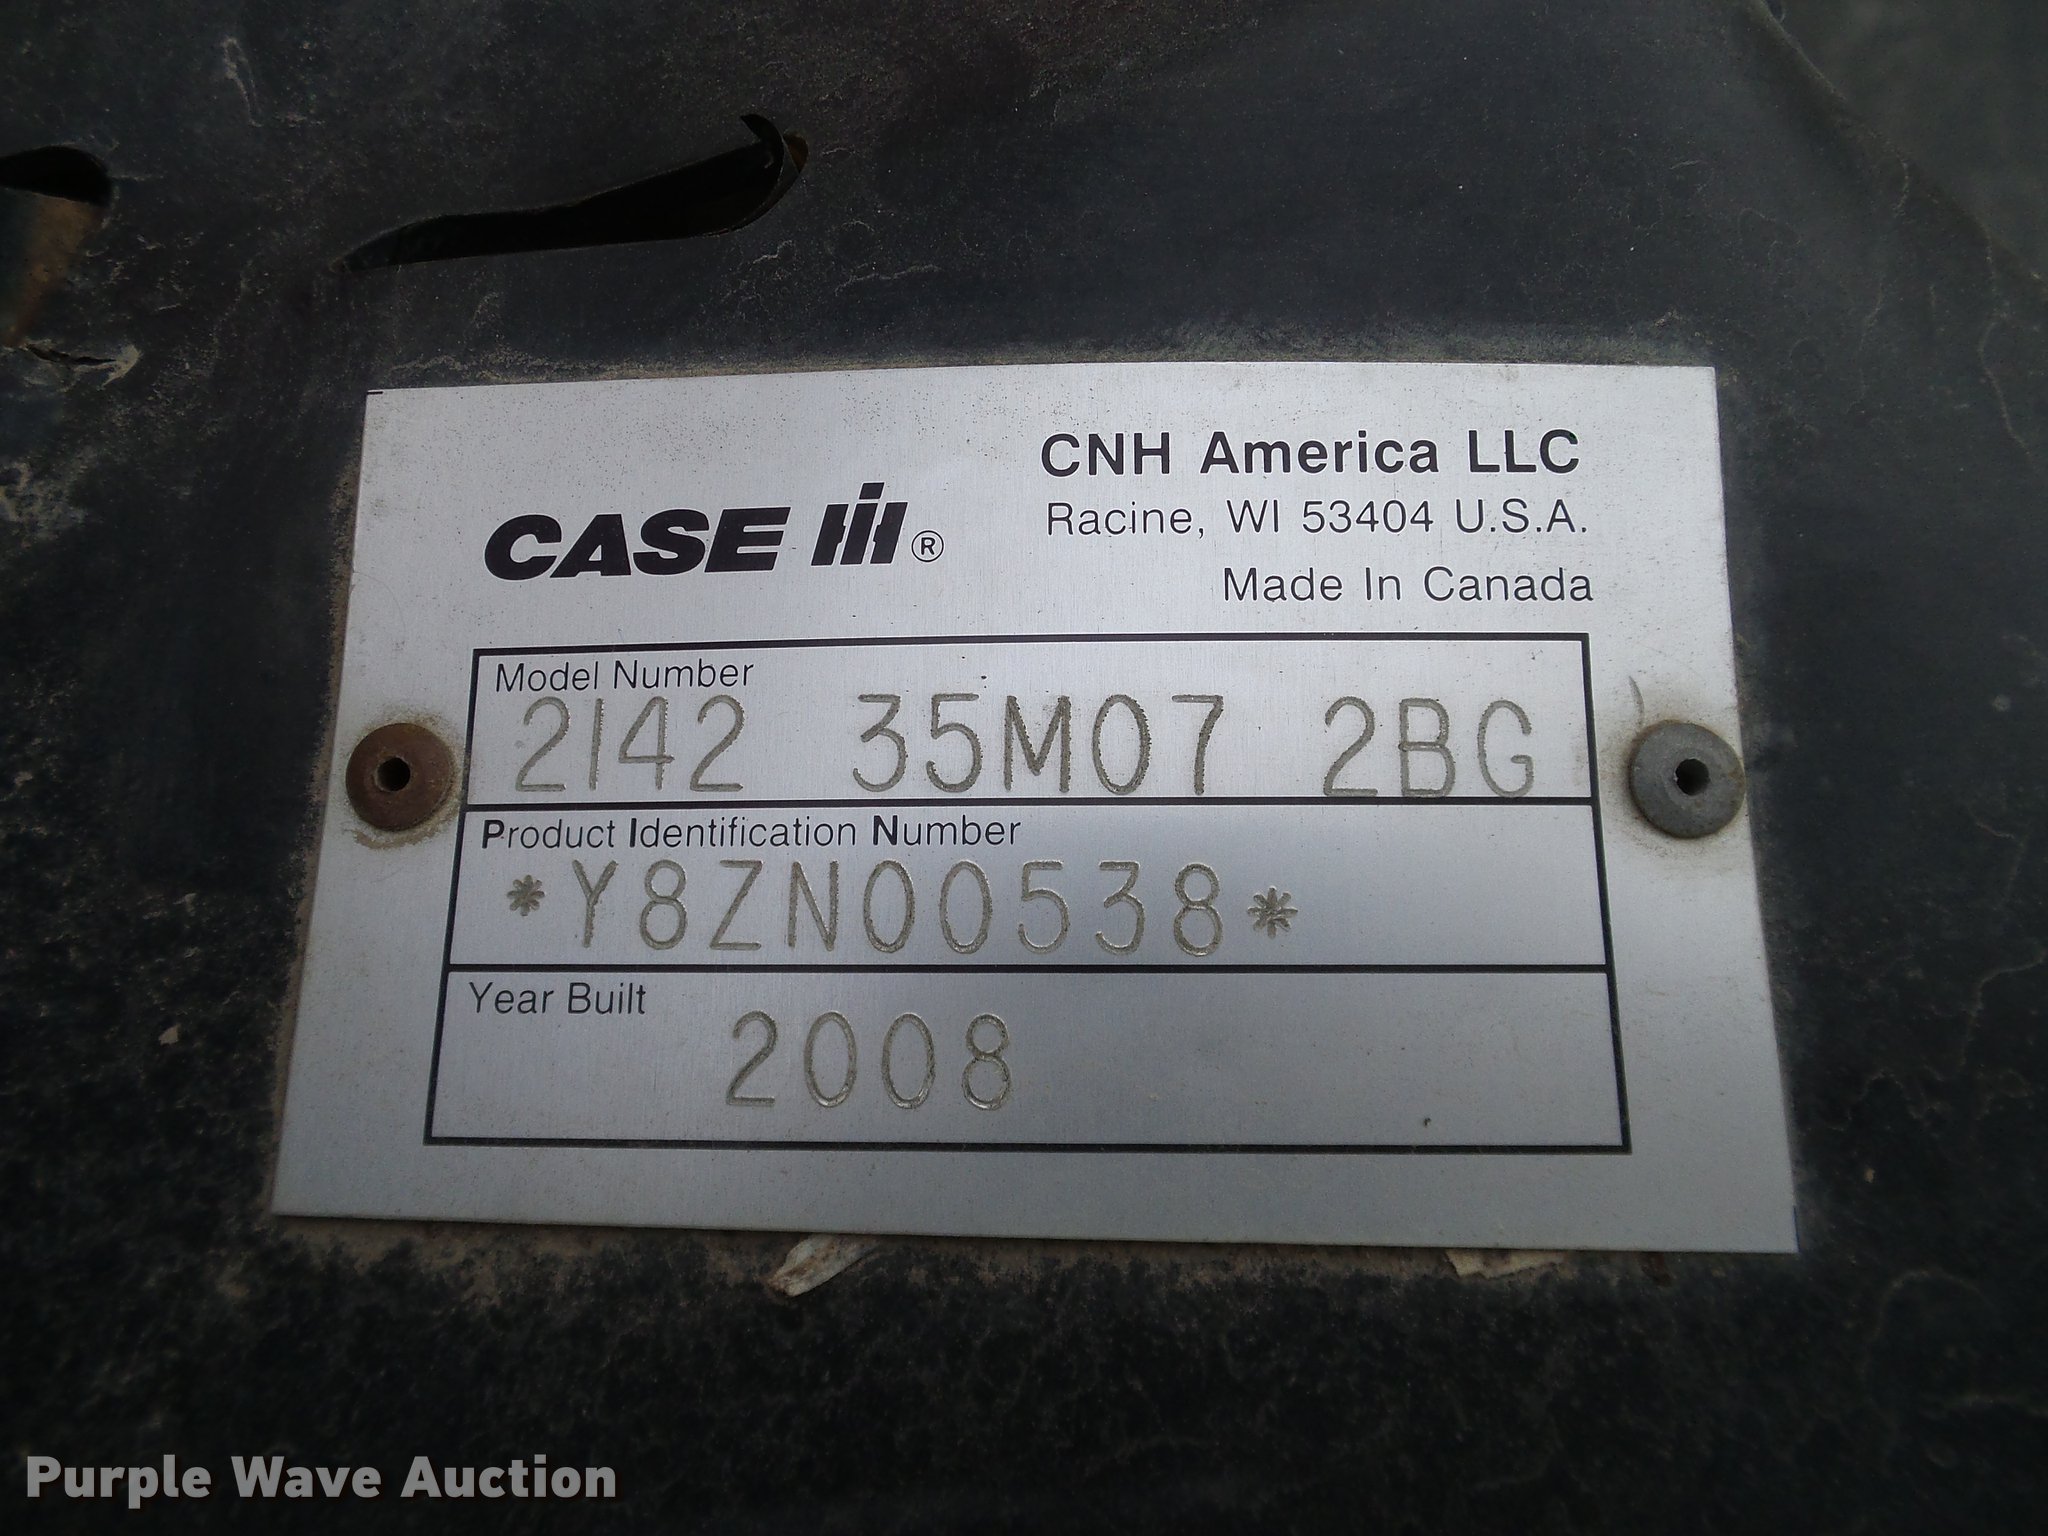 CASE IH®
CNH America LLC
Racine, WI 53404 U.S.A.
Made In Canada
Model Number
2142 35M07 2BG
Product Identification Number
*Y8ZN00538*
Year Built
2008
Purple Wave Auction